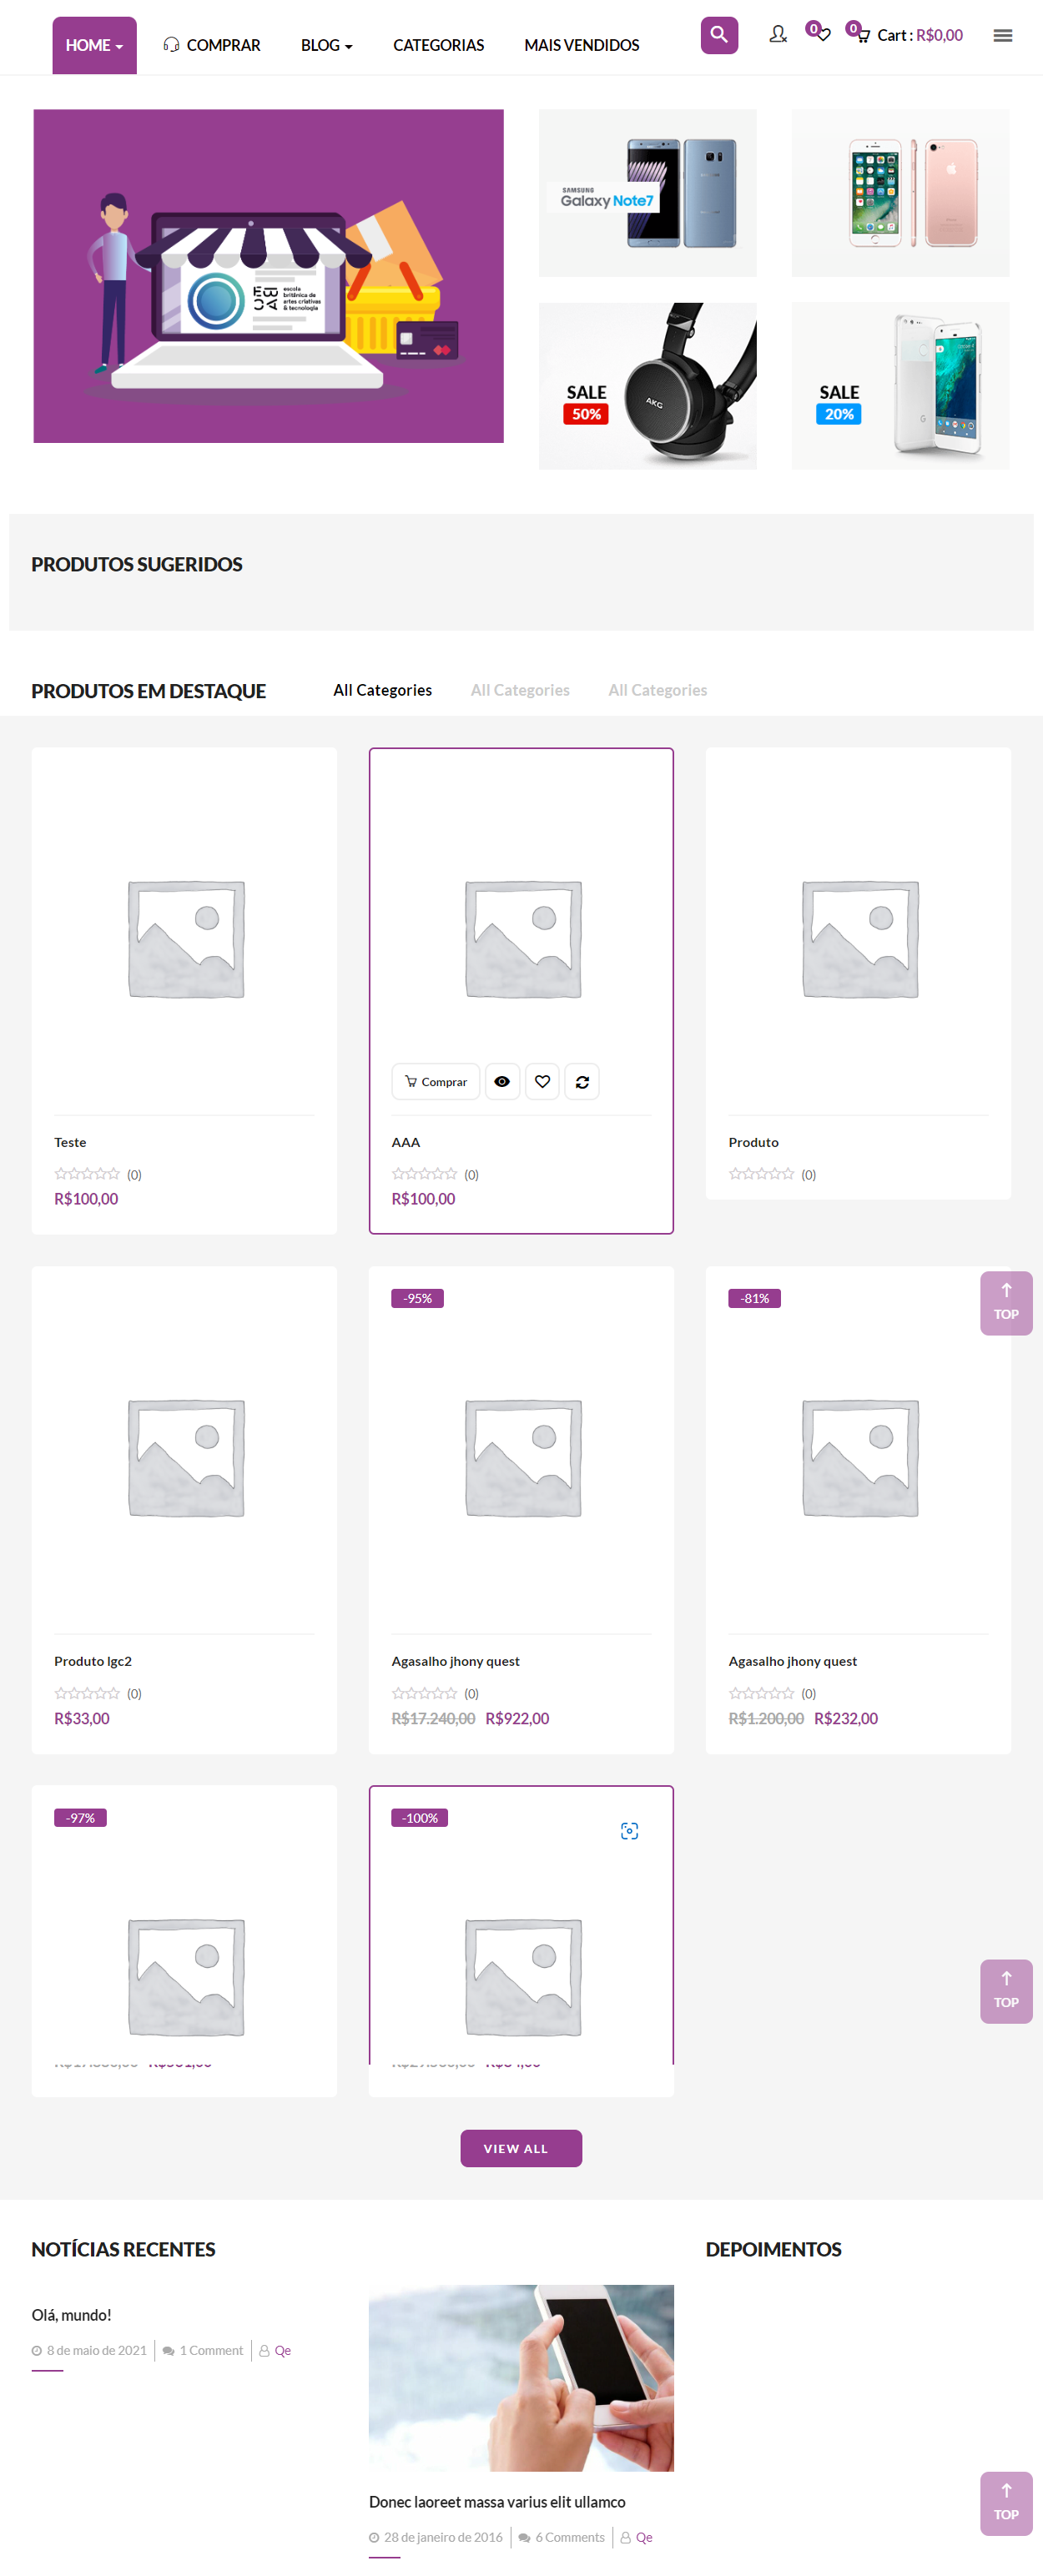 HOME
COMPRAR
BLOG
CATEGORIAS
MAIS VENDIDOS
0
0
Cart : R$0,00
SAMSUNG
Galaxy Note7
EBAC
escola
britânica de
artes criativas
& tecnologia
SALE
50%
AKG
SALE
20%
PRODUTOS SUGERIDOS
PRODUTOS EM DESTAQUE
All Categories
All Categories
All Categories
Comprar
Teste
(0)
R$100,00
AAA
(0)
R$100,00
Produto
(0)
-95%
-81%
TOP
Produto lgc2
(0)
R$33,00
Agasalho jhony quest
(0)
R$17.240,00 R$922,00
Agasalho jhony quest
(0)
R$1.200,00 R$232,00
-97%
-100%
TOP
VIEW ALL
NOTÍCIAS RECENTES
DEPOIMENTOS
Olá, mundo!
8 de maio de 2021 1 Comment Qe
Donec laoreet massa varius elit ullamco
28 de janeiro de 2016 6 Comments Qe
TOP